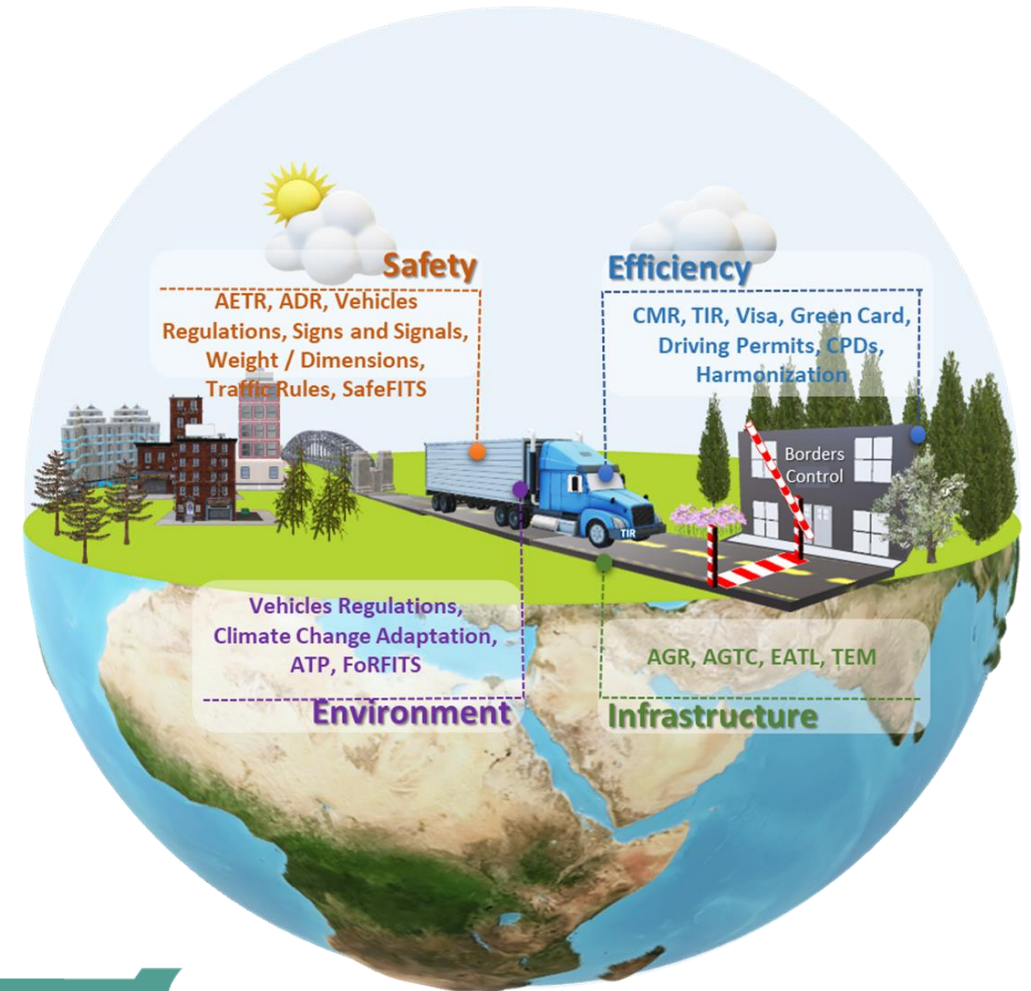 Safety
AETR, ADR, Vehicles
Regulations, Signs and Signals,
Weight / Dimensions,
Traffic Rules, SafeFITS
Efficiency
CMR, TIR, Visa, Green Card,
Driving Permits, CPDs,
Harmonization
Borders
Control
TIR
Vehicles Regulations,
Climate Change Adaptation,
ATP, FoRFITS
Environment
AGR, AGTC, EATL, TEM
Infrastructure